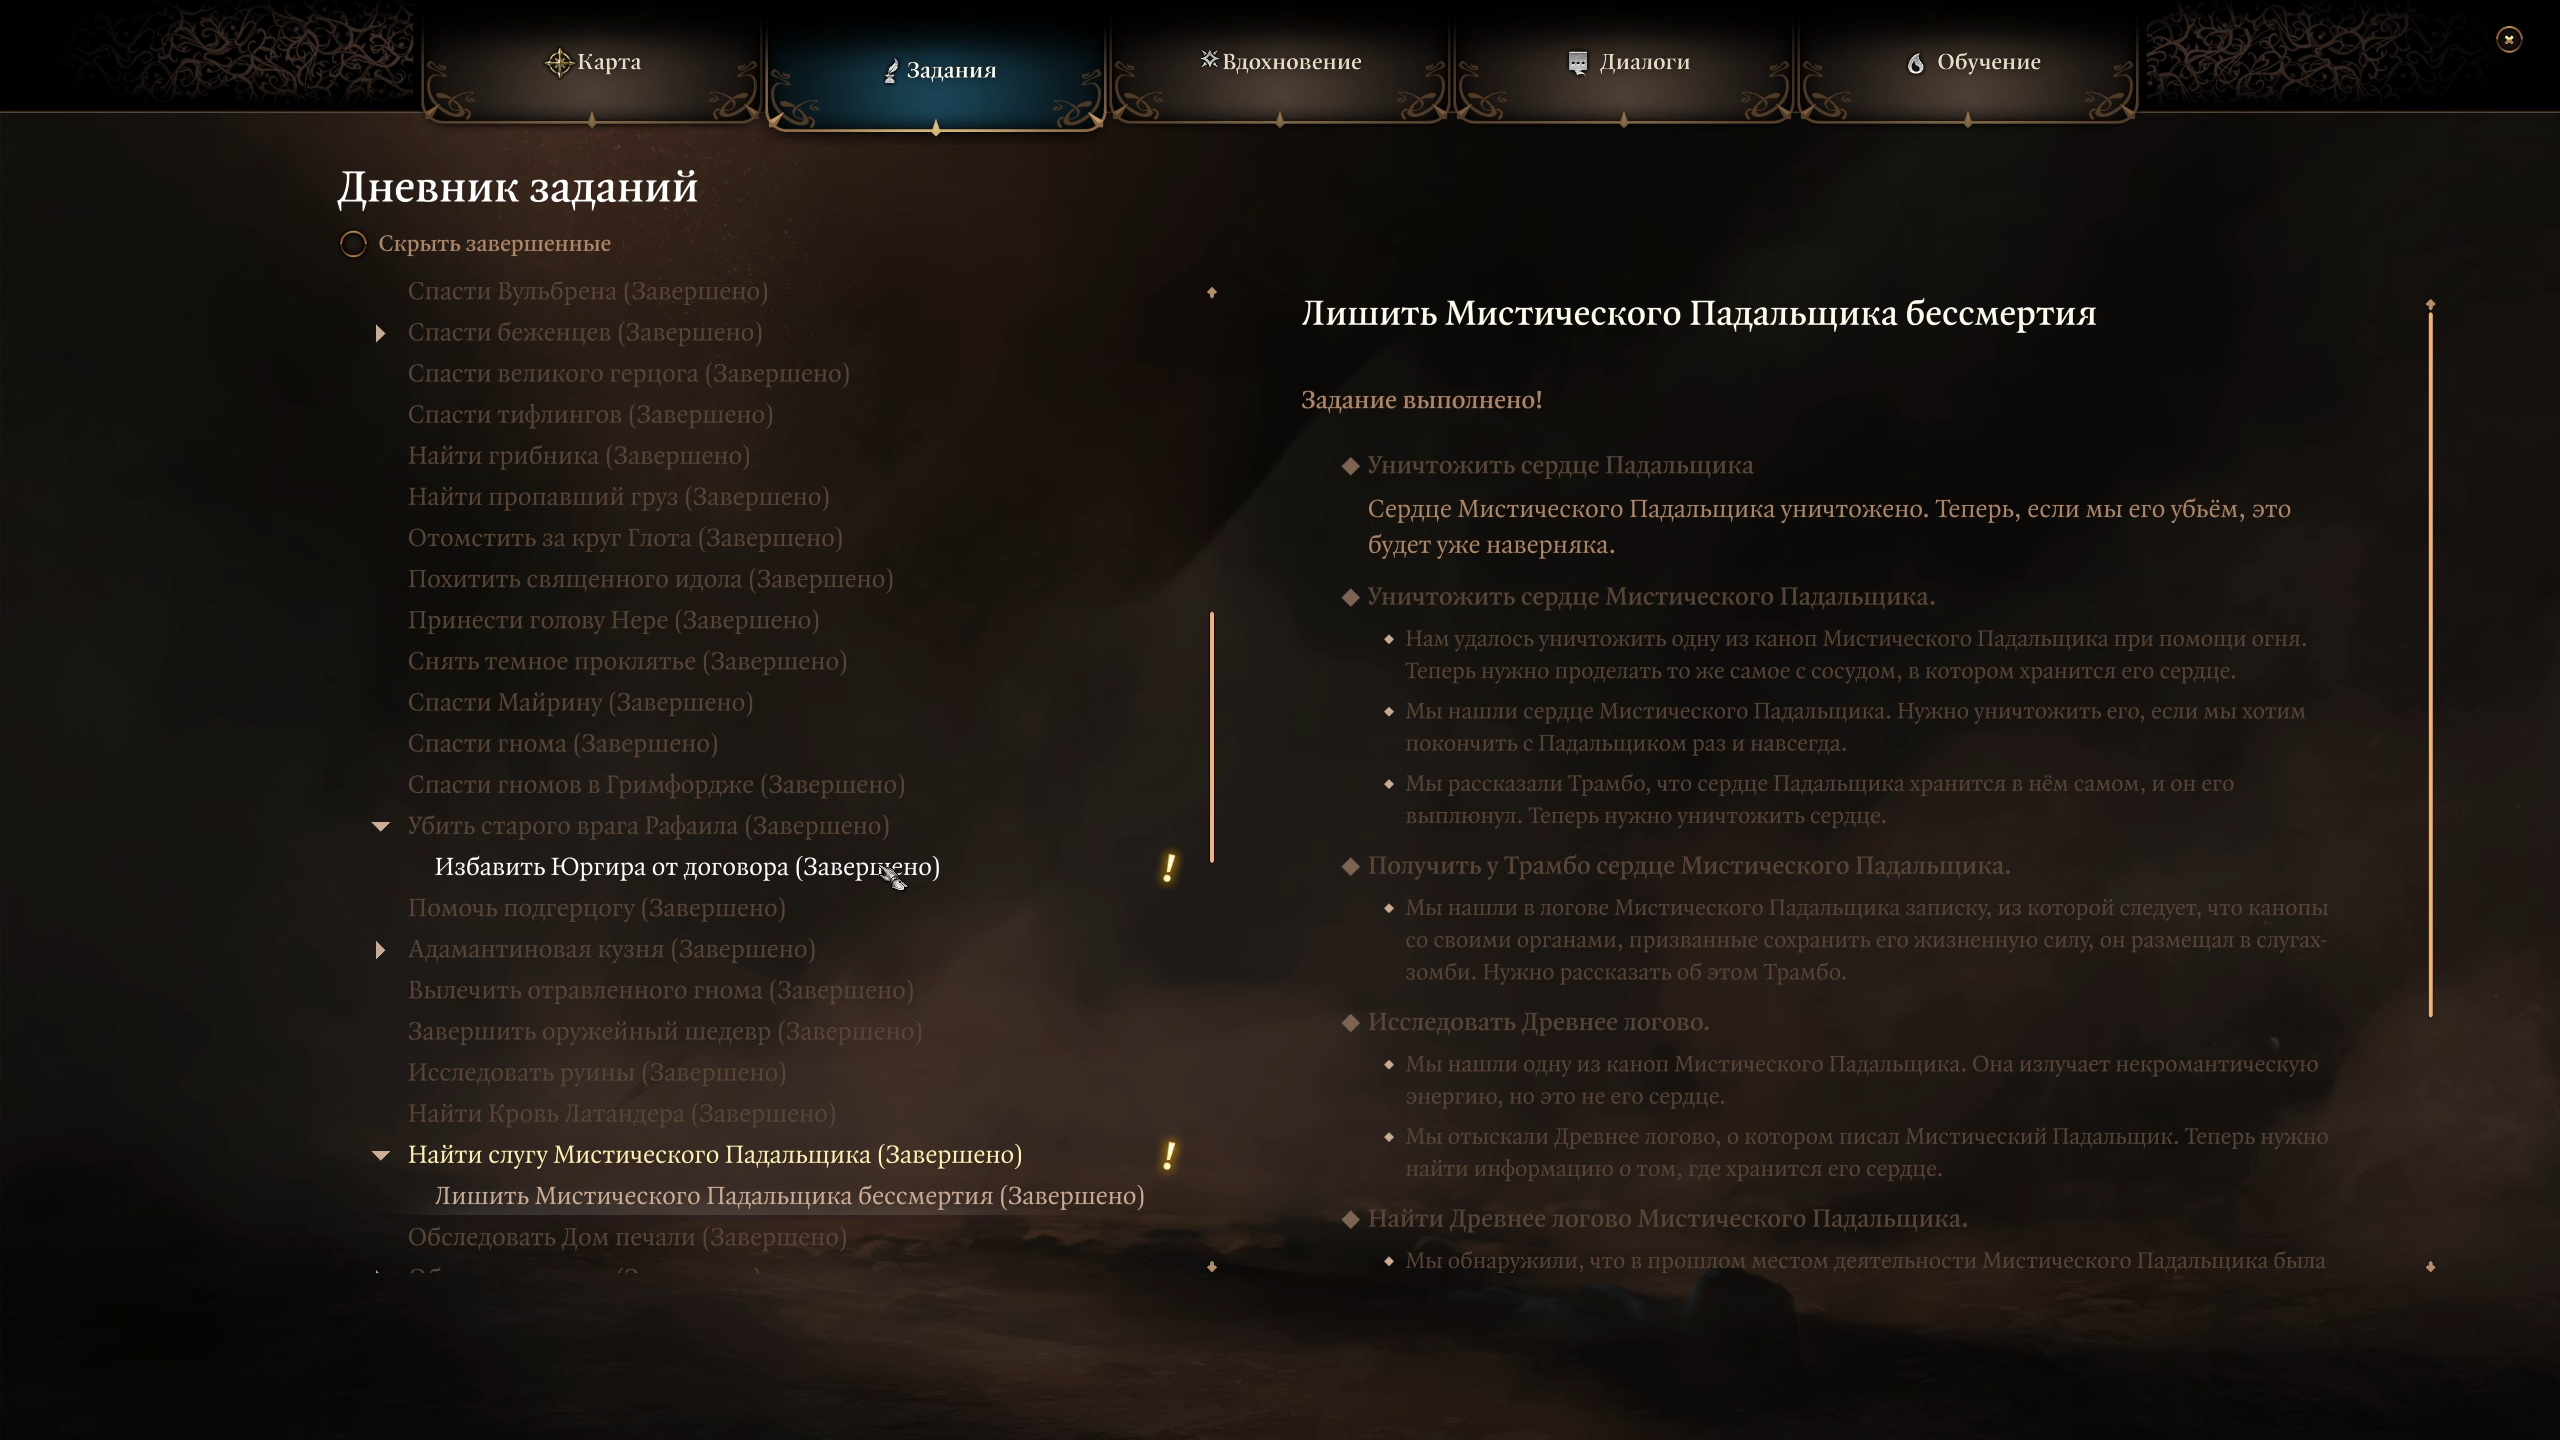 Карта
Задания
Вдохновение
Диалоги
Обучение
Дневник заданий
Скрыть завершенные
Спасти Вульбрена (Завершено)
Спасти беженцев (Завершено)
Спасти великого герцога (Завершено)
Спасти тифлингов (Завершено)
Найти грибника (Завершено)
Найти пропавший груз (Завершено)
Отомстить за круг Глота (Завершено)
Похитить священного идола (Завершено)
Принести голову Нере (Завершено)
Снять темное проклятье (Завершено)
Спасти Майрину (Завершено)
Спасти гнома (Завершено)
Спасти гномов в Гримфордже (Завершено)
Убить старого врага Рафаила (Завершено)
Избавить Юргира от договора (Завершено)
Помочь подгерцогу (Завершено)
Адамантиновая кузня (Завершено)
Вылечить отравленного гнома (Завершено)
Завершить оружейный шедевр (Завершено)
Исследовать руины (Завершено)
Найти Кровь Латандера (Завершено)
Найти слугу Мистического Падальщика (Завершено)
Лишить Мистического Падальщика бессмертия (Завершено)
Обследовать Дом печали (Завершено)
Лишить Мистического Падальщика бессмертия
Задание выполнено!
Уничтожить сердце Падальщика
Сердце Мистического Падальщика уничтожено. Теперь, если мы его убьём, это
будет уже наверняка.
Уничтожить сердце Мистического Падальщика.
Нам удалось уничтожить одну из каноп Мистического Падальщика при помощи огня.
Теперь нужно проделать то же самое с сосудом, в котором хранится его сердце.
Мы нашли сердце Мистического Падальщика. Нужно уничтожить его, если мы хотим
покончить с Падальщиком раз и навсегда.
Мы рассказали Трамбо, что сердце Падальщика хранится в нём самом, и он его
выплюнул. Теперь нужно уничтожить сердце.
Получить у Трамбо сердце Мистического Падальщика.
Мы нашли в логове Мистического Падальщика записку, из которой следует, что канопы
со своими органами, призванные сохранить его жизненную силу, он размещал в слугах-
зомби. Нужно рассказать об этом Трамбо.
Исследовать Древнее логово.
Мы нашли одну из каноп Мистического Падальщика. Она излучает некромантическую
энергию, но это не его сердце.
Мы отыскали Древнее логово, о котором писал Мистический Падальщик. Теперь нужно
найти информацию о том, где хранится его сердце.
Найти Древнее логово Мистического Падальщика.
Мы обнаружили, что в прошлом местом деятельности Мистического Падальщика была